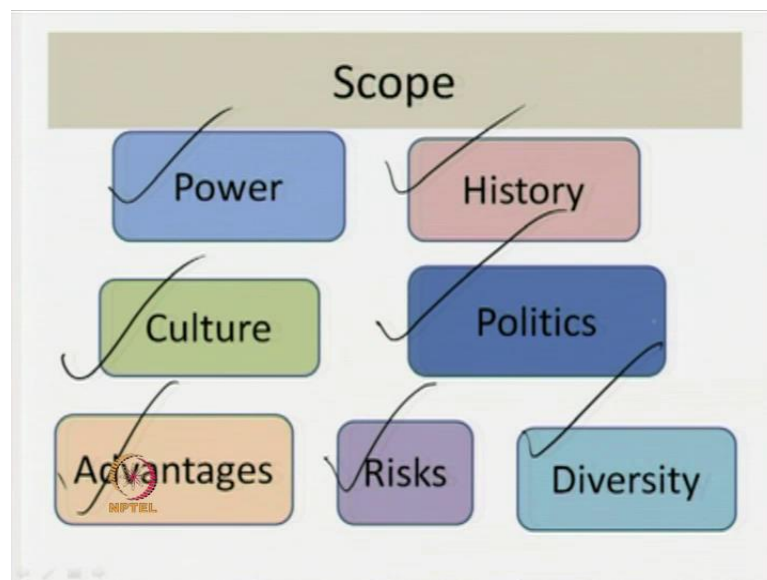 Scope
Power
History
Culture
Politics
Advantages
Risks
Diversity
NPTEL